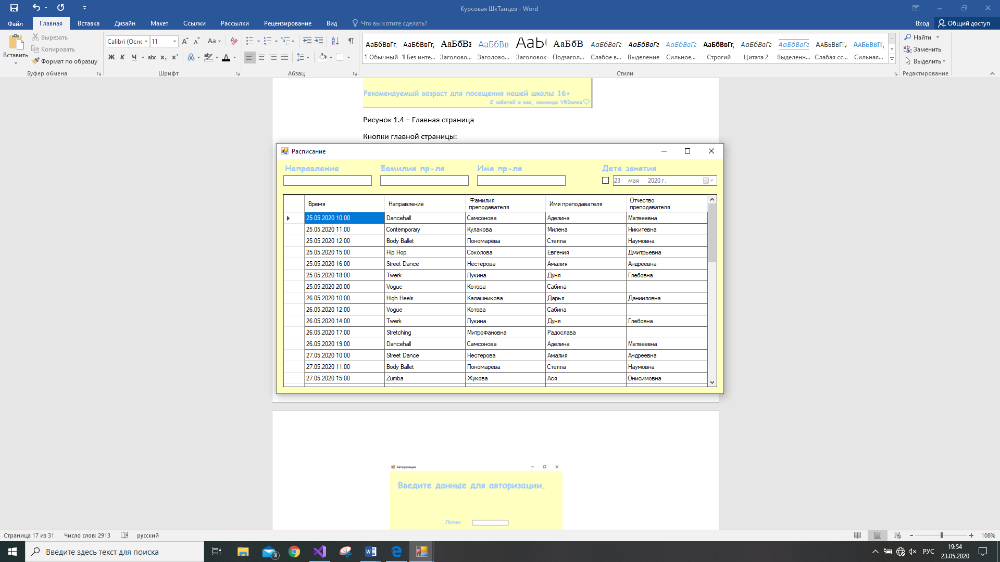 Курсовая ШкТанцев - Word
Файл Главная Вставка Дизайн Макет Ссылки Рассылки Рецензирование Вид Что вы хотите сделать? Вход Общий доступ
Вставить
Вырезать
Копировать
Формат по образцу
Буфер обмена
Calibri (Оснс 11
Aa
Ж К Ч abc x₂ x² A ab A
Шрифт
Абзац
АаБбВвГг, АаБбВвГг, АаБбВı АаБбВв АаЫ АаБбВ АаБбВвГг АаБбВвГг АаБбВвГг АаБбВвГг, АаБбВвГг АаБбВвГг ААББВВГГ, ААББВВГГ,
¶ Обычный ¶ Без инте... Заголово... Заголово... Заголовок Подзагол... Слабое в... Выделение Сильное... Строгий Цитата 2 Выделенн... Слабая сс... Сильная...
Стили
Найти
Заменить
Выделить
Редактирование
Рекомендуемый возраст для посещения нашей школы 16+
С заботой о вас, команда VRDance
Рисунок 1.4 – Главная страница
Кнопки главной страницы:
Расписание
Направление Фамилия пр-ля Имя пр-ля Дата занятия
23 мая 2020 г.
Время Направление Фамилия преподавателя Имя преподавателя Отчество преподавателя
25.05.2020 10:00 Dancehall Самсонова Аделина Матвеевна
25.05.2020 11:00 Contemporary Кулакова Милена Никитевна
25.05.2020 12:00 Body Ballet Пономарёва Стелла Наумовна
25.05.2020 15:00 Hip Hop Соколова Евгения Дмитрьевна
25.05.2020 16:00 Street Dance Нестерова Амалия Андреевна
25.05.2020 18:00 Twerk Лукина Дуня Глебовна
25.05.2020 20:00 Vogue Котова Сабина
26.05.2020 10:00 High Heels Калашникова Дарья Данииловна
26.05.2020 12:00 Vogue Котова Сабина
26.05.2020 14:00 Twerk Лукина Дуня Глебовна
26.05.2020 17:00 Stretching Митрофановна Радослава
26.05.2020 19:00 Dancehall Самсонова Аделина Матвеевна
27.05.2020 10:00 Street Dance Нестерова Амалия Андреевна
27.05.2020 11:00 Body Ballet Пономарёва Стелла Наумовна
27.05.2020 15:00 Zumba Жукова Ася Онисимовна
Авторизация
Введите данные для авторизации.
Логин
Страница 17 из 31 Число слов: 2913 русский 108%
Введите здесь текст для поиска
3
РУС
19:54
23.05.2020